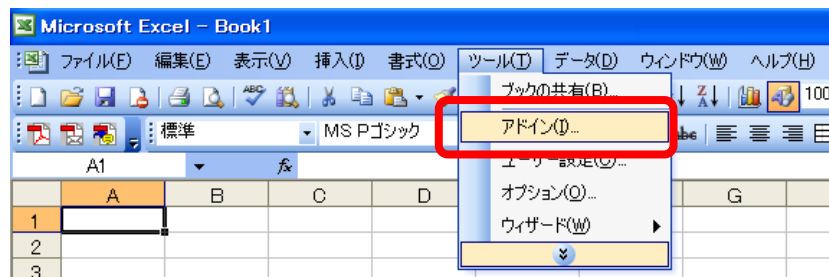 Microsoft Excel - Book1
ファイル(F) 編集(E) 表示(V) 挿入(I) 書式(O) ツール(T) データ(D) ウィンドウ(W) ヘルプ(H)
ABC 100
ブックの共有(B)...
標準 MS Pゴシック abc
アドイン(I)...
ユーザー設定(C)...
A1 fx
オプション(O)...
A B C D G
ウィザード(W)
1
2
3